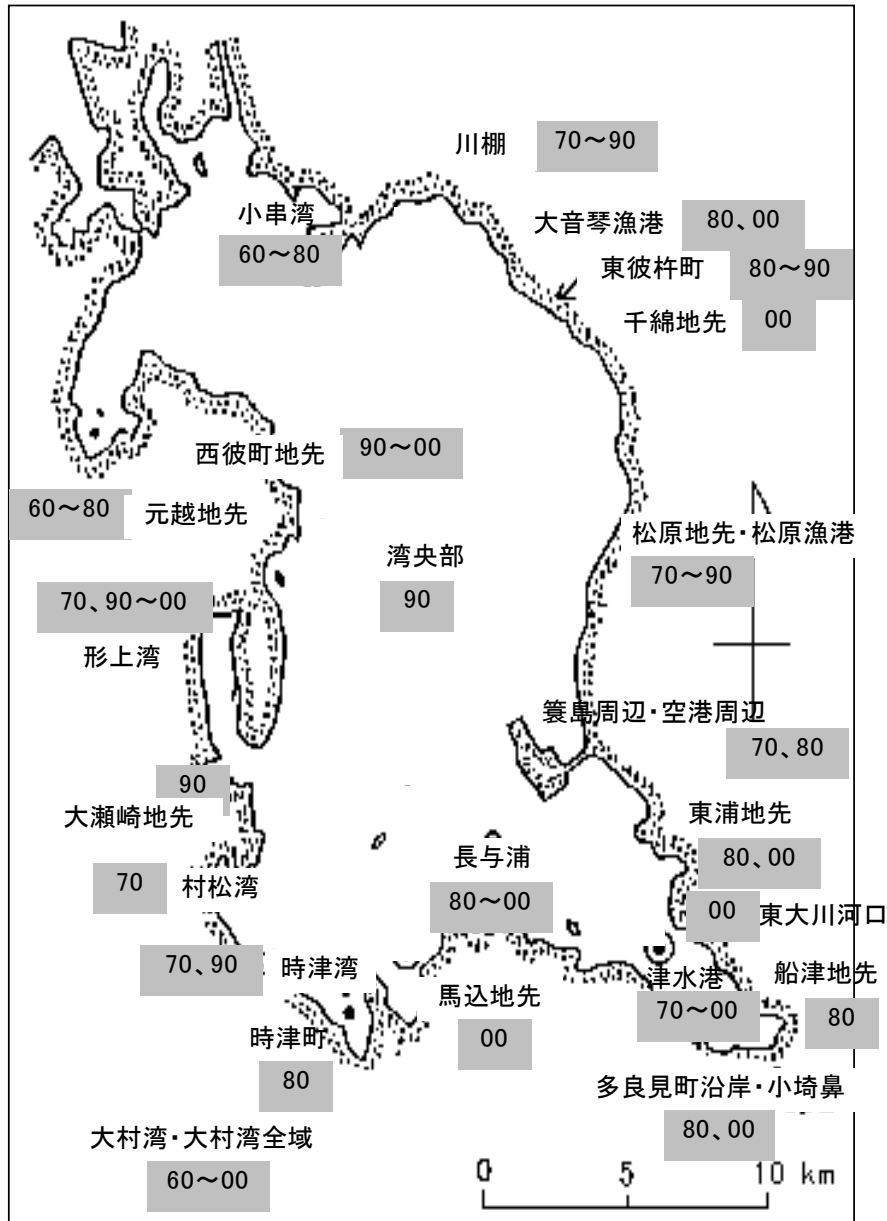 川棚 70～90
小串湾
60～80
大音琴漁港 80、00
東彼杵町 80～90
千綿地先 00
西彼町地先 90～00
60～80 元越地先
湾央部
90
松原地先・松原漁港
70～90
70、90～00
形上湾
簑島周辺・空港周辺
70、80
90
大瀬崎地先
東浦地先
80、00
長与浦
80～00
70 村松湾
00 東大川河口
70、90 時津湾
馬込地先
00
津水港
70～00
船津地先
80
時津町
80
多良見町沿岸・小埼鼻
80、00
大村湾・大村湾全域
60～00
0 5 10 km